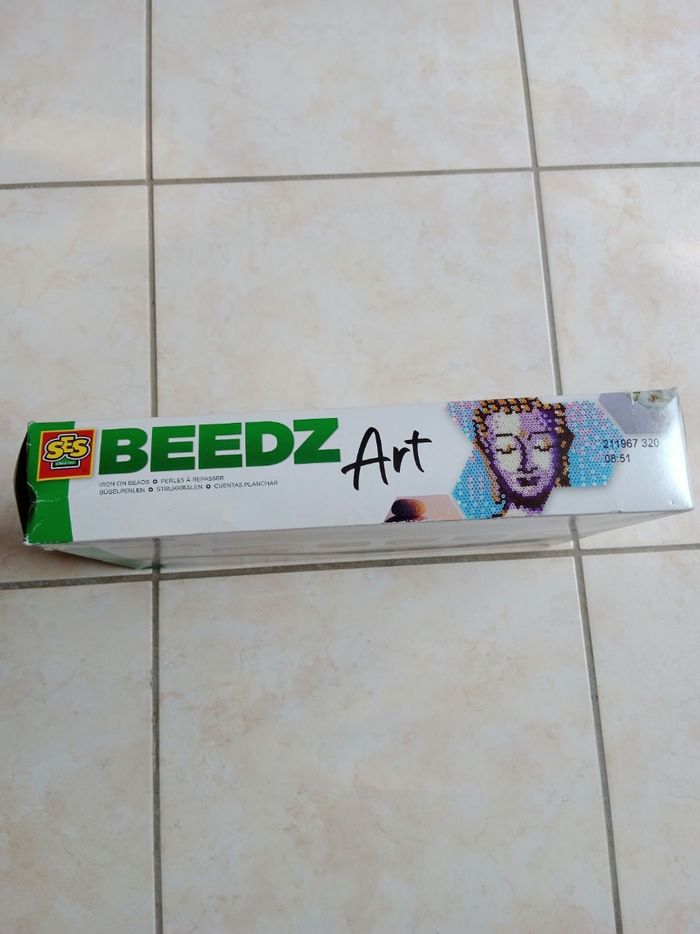 SES
CREATIVE
BEEDZ Art
IRON ON BEADS ✪ PERLES À REPASSER
BÜGELPERLEN ✪ STRIJKKRALEN ✪ CUENTAS PLANCHAR
211967 320
08:51